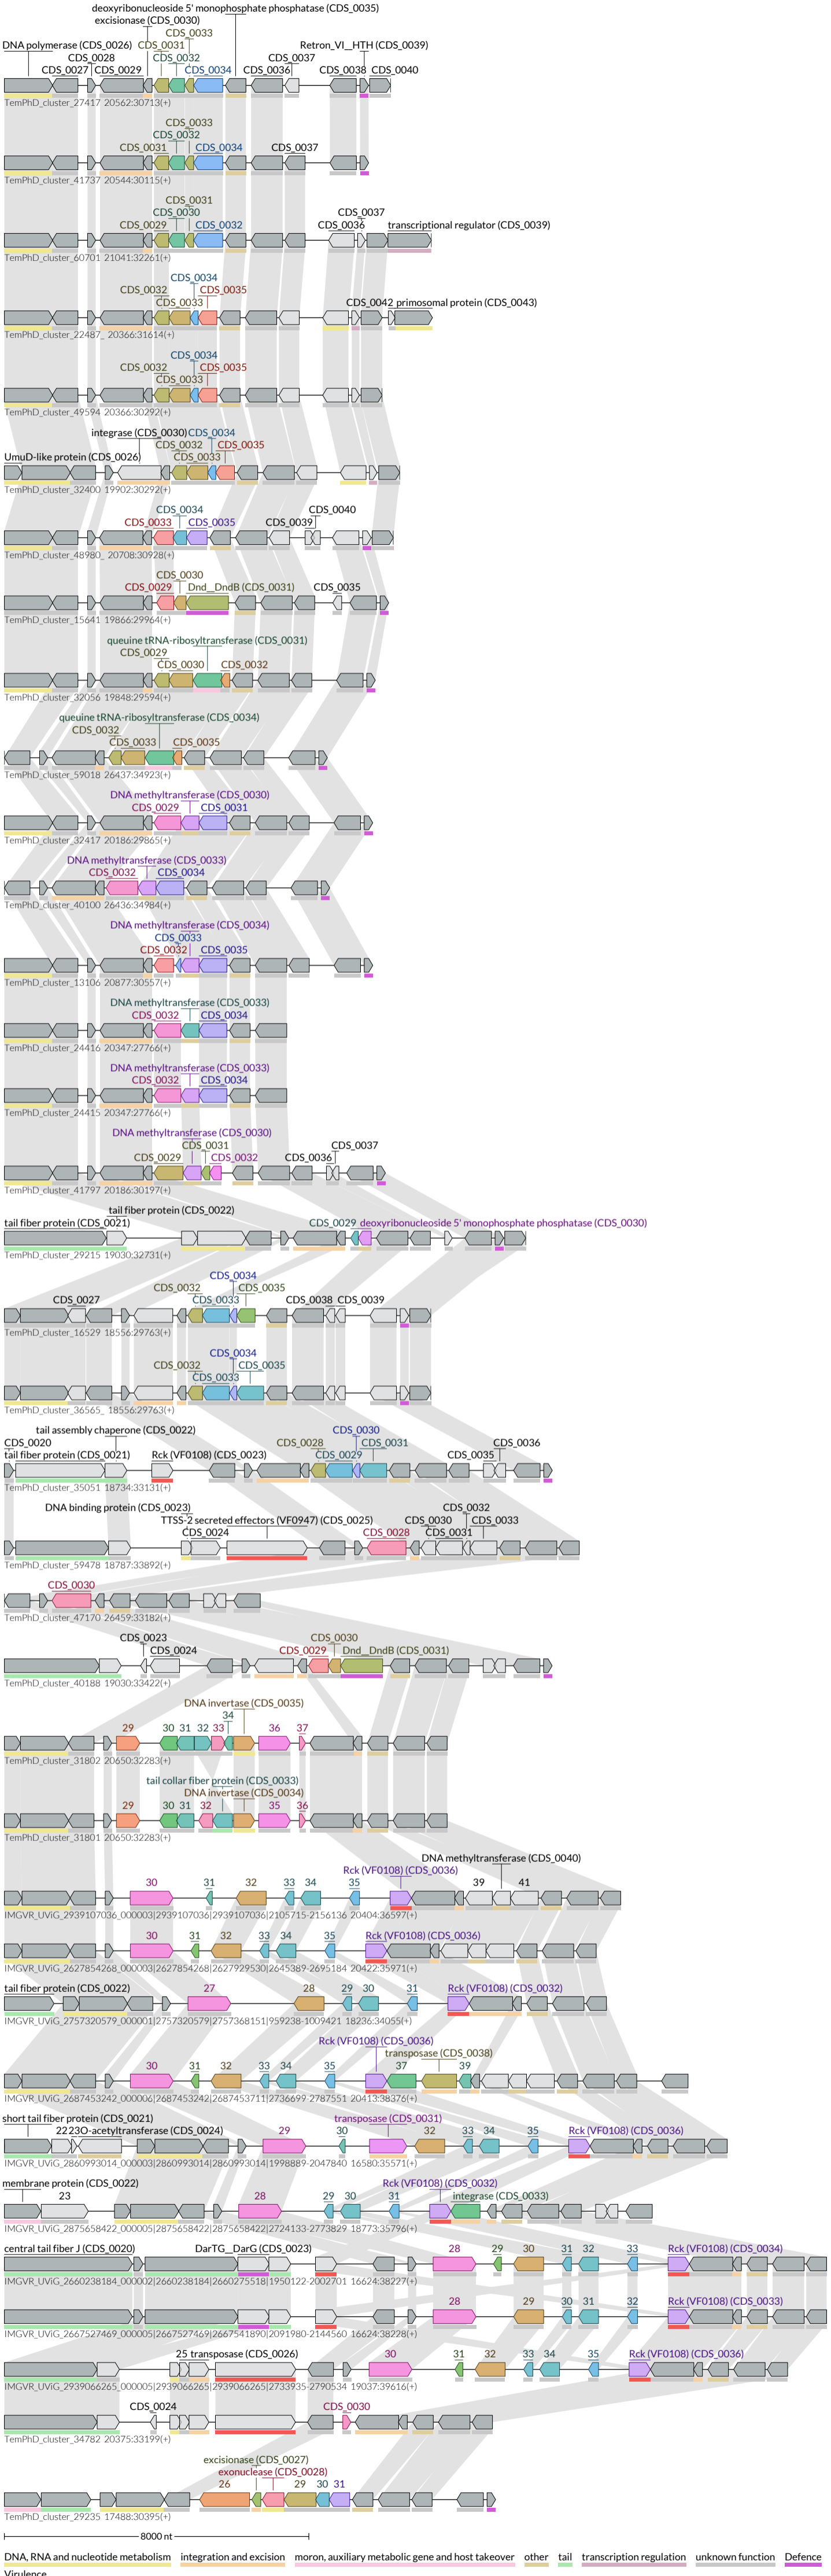 deoxyribonucleoside 5' monophosphate phosphatase (CDS_0035)
excisionase (CDS_0030)
CDS_0033
DNA polymerase (CDS_0026) CDS_0031 Retron_VI__HTH (CDS_0039)
CDS_0028 CDS_0032 CDS_0037
CDS_0027 CDS_0029 CDS_0034 CDS_0036 CDS_0038 CDS_0040
TemPhD_cluster_27417 20562:30713(+)
CDS_0033
CDS_0032
CDS_0031 CDS_0034 CDS_0037
TemPhD_cluster_41737 20544:30115(+)
CDS_0031
CDS_0030 CDS_0037
CDS_0029 CDS_0032 CDS_0036 transcriptional regulator (CDS_0039)
TemPhD_cluster_60701 21041:32261(+)
CDS_0034
CDS_0032 CDS_0035
CDS_0033 CDS_0042 primosomal protein (CDS_0043)
TemPhD_cluster_22487_ 20366:31614(+)
CDS_0034
CDS_0032 CDS_0035
CDS_0033
TemPhD_cluster_49594 20366:30292(+)
integrase (CDS_0030) CDS_0034
CDS_0032 CDS_0035
UmuD-like protein (CDS_0026) CDS_0033
TemPhD_cluster_32400 19902:30292(+)
CDS_0034 CDS_0040
CDS_0033 CDS_0035 CDS_0039
TemPhD_cluster_48980_ 20708:30928(+)
CDS_0030
CDS_0029 Dnd__DndB (CDS_0031) CDS_0035
TemPhD_cluster_15641 19866:29964(+)
queuine tRNA-ribosyltransferase (CDS_0031)
CDS_0029
CDS_0030 CDS_0032
TemPhD_cluster_32056 19848:29594(+)
queuine tRNA-ribosyltransferase (CDS_0034)
CDS_0032
CDS_0033 CDS_0035
TemPhD_cluster_59018 26437:34923(+)
DNA methyltransferase (CDS_0030)
CDS_0029 CDS_0031
TemPhD_cluster_32417 20186:29865(+)
DNA methyltransferase (CDS_0033)
CDS_0032 CDS_0034
TemPhD_cluster_40100 26436:34984(+)
DNA methyltransferase (CDS_0034)
CDS_0033
CDS_0032 CDS_0035
TemPhD_cluster_13106 20877:30557(+)
DNA methyltransferase (CDS_0033)
CDS_0032 CDS_0034
TemPhD_cluster_24416 20347:27766(+)
DNA methyltransferase (CDS_0033)
CDS_0032 CDS_0034
TemPhD_cluster_24415 20347:27766(+)
DNA methyltransferase (CDS_0030)
CDS_0031 CDS_0037
CDS_0029 CDS_0032 CDS_0036
TemPhD_cluster_41797 20186:30197(+)
tail fiber protein (CDS_0022)
tail fiber protein (CDS_0021) CDS_0029 deoxyribonucleoside 5' monophosphate phosphatase (CDS_0030)
TemPhD_cluster_29215 19030:32731(+)
CDS_0034
CDS_0032 CDS_0035
CDS_0027 CDS_0033 CDS_0038 CDS_0039
TemPhD_cluster_16529 18556:29763(+)
CDS_0034
CDS_0032 CDS_0035
CDS_0033
TemPhD_cluster_36565_ 18556:29763(+)
tail assembly chaperone (CDS_0022) CDS_0030
CDS_0020 CDS_0028 CDS_0031 CDS_0036
tail fiber protein (CDS_0021) Rck (VF0108) (CDS_0023) CDS_0029 CDS_0035
TemPhD_cluster_35051 18734:33131(+)
DNA binding protein (CDS_0023) CDS_0032
TTSS-2 secreted effectors (VF0947) (CDS_0025) CDS_0030 CDS_0033
CDS_0024 CDS_0028 CDS_0031
TemPhD_cluster_59478 18787:33892(+)
CDS_0030
TemPhD_cluster_47170 26459:33182(+)
CDS_0023 CDS_0030
CDS_0024 CDS_0029 Dnd__DndB (CDS_0031)
TemPhD_cluster_40188 19030:33422(+)
DNA invertase (CDS_0035)
34
29 30 31 32 33 36 37
TemPhD_cluster_31802 20650:32283(+)
tail collar fiber protein (CDS_0033)
DNA invertase (CDS_0034)
29 30 31 32 35 36
TemPhD_cluster_31801 20650:32283(+)
DNA methyltransferase (CDS_0040)
Rck (VF0108) (CDS_0036)
30 31 32 33 34 35 39 41
IMGVR_UViG_2939107036_000003|2939107036|2939107036|2105715-2156136 20404:36597(+)
30 31 32 33 34 35 Rck (VF0108) (CDS_0036)
IMGVR_UViG_2627854268_000003|2627854268|2627929530|2645389-2695184 20422:35971(+)
tail fiber protein (CDS_0022) 27 28 29 30 31 Rck (VF0108) (CDS_0032)
IMGVR_UViG_2757320579_000001|2757320579|2757368151|959238-1009421 18236:34055(+)
Rck (VF0108) (CDS_0036)
transposase (CDS_0038)
30 31 32 33 34 35 37 39
IMGVR_UViG_2687453242_000006|2687453242|2687453711|2736699-2787551 20413:38376(+)
short tail fiber protein (CDS_0021) transposase (CDS_0031)
22 23 O-acetyltransferase (CDS_0024) 29 30 32 33 34 35 Rck (VF0108) (CDS_0036)
IMGVR_UViG_2860993014_000003|2860993014|2860993014|1998889-2047840 16580:35571(+)
membrane protein (CDS_0022) Rck (VF0108) (CDS_0032)
23 28 29 30 31 integrase (CDS_0033)
IMGVR_UViG_2875658422_000005|2875658422|2875658422|2724133-2773829 18773:35796(+)
central tail fiber J (CDS_0020) DarTG__DarG (CDS_0023) 28 29 30 31 32 33 Rck (VF0108) (CDS_0034)
IMGVR_UViG_2660238184_000002|2660238184|2660275518|1950122-2002701 16624:38227(+)
28 29 30 31 32 Rck (VF0108) (CDS_0033)
IMGVR_UViG_2667527469_000005|2667527469|2667541890|2091980-2144560 16624:38228(+)
25 transposase (CDS_0026) 30 31 32 33 34 35 Rck (VF0108) (CDS_0036)
IMGVR_UViG_2939066265_000005|2939066265|2939066265|2733935-2790534 19037:39616(+)
CDS_0024 CDS_0030
TemPhD_cluster_34782 20375:33199(+)
excisionase (CDS_0027)
exonuclease (CDS_0028)
26 29 30 31
TemPhD_cluster_29235 17488:30395(+)
8000 nt
DNA, RNA and nucleotide metabolism integration and excision moron, auxiliary metabolic gene and host takeover other tail transcription regulation unknown function Defence
Virulence